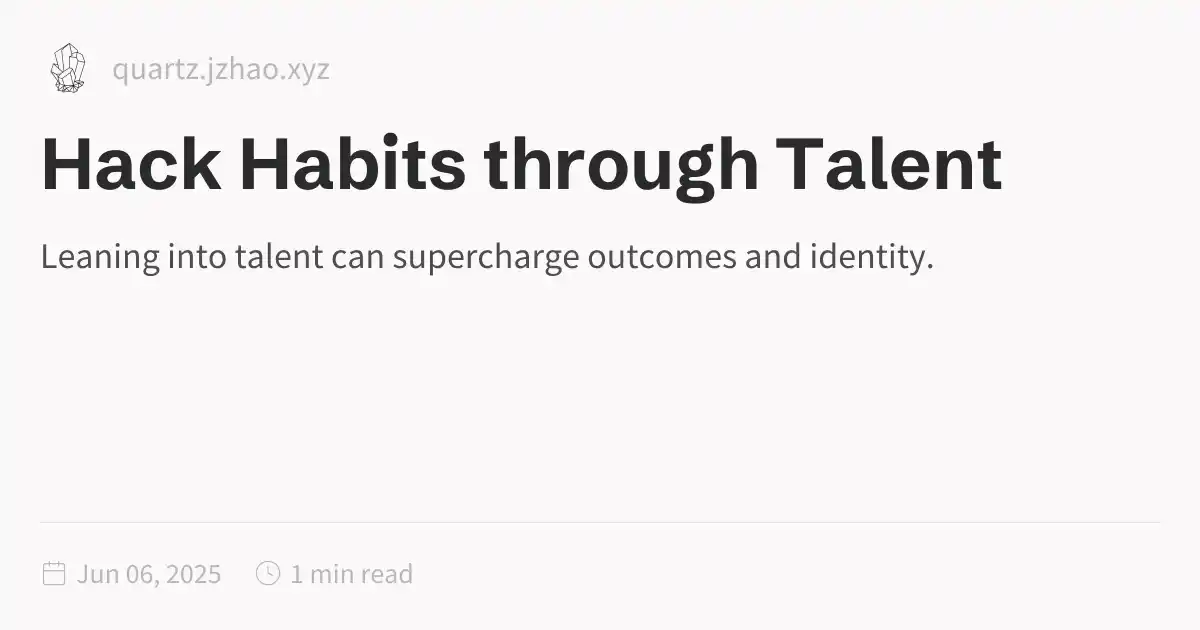 quartz.jzhao.xyz
Hack Habits through Talent
Leaning into talent can supercharge outcomes and identity.
Jun 06, 2025 1 min read